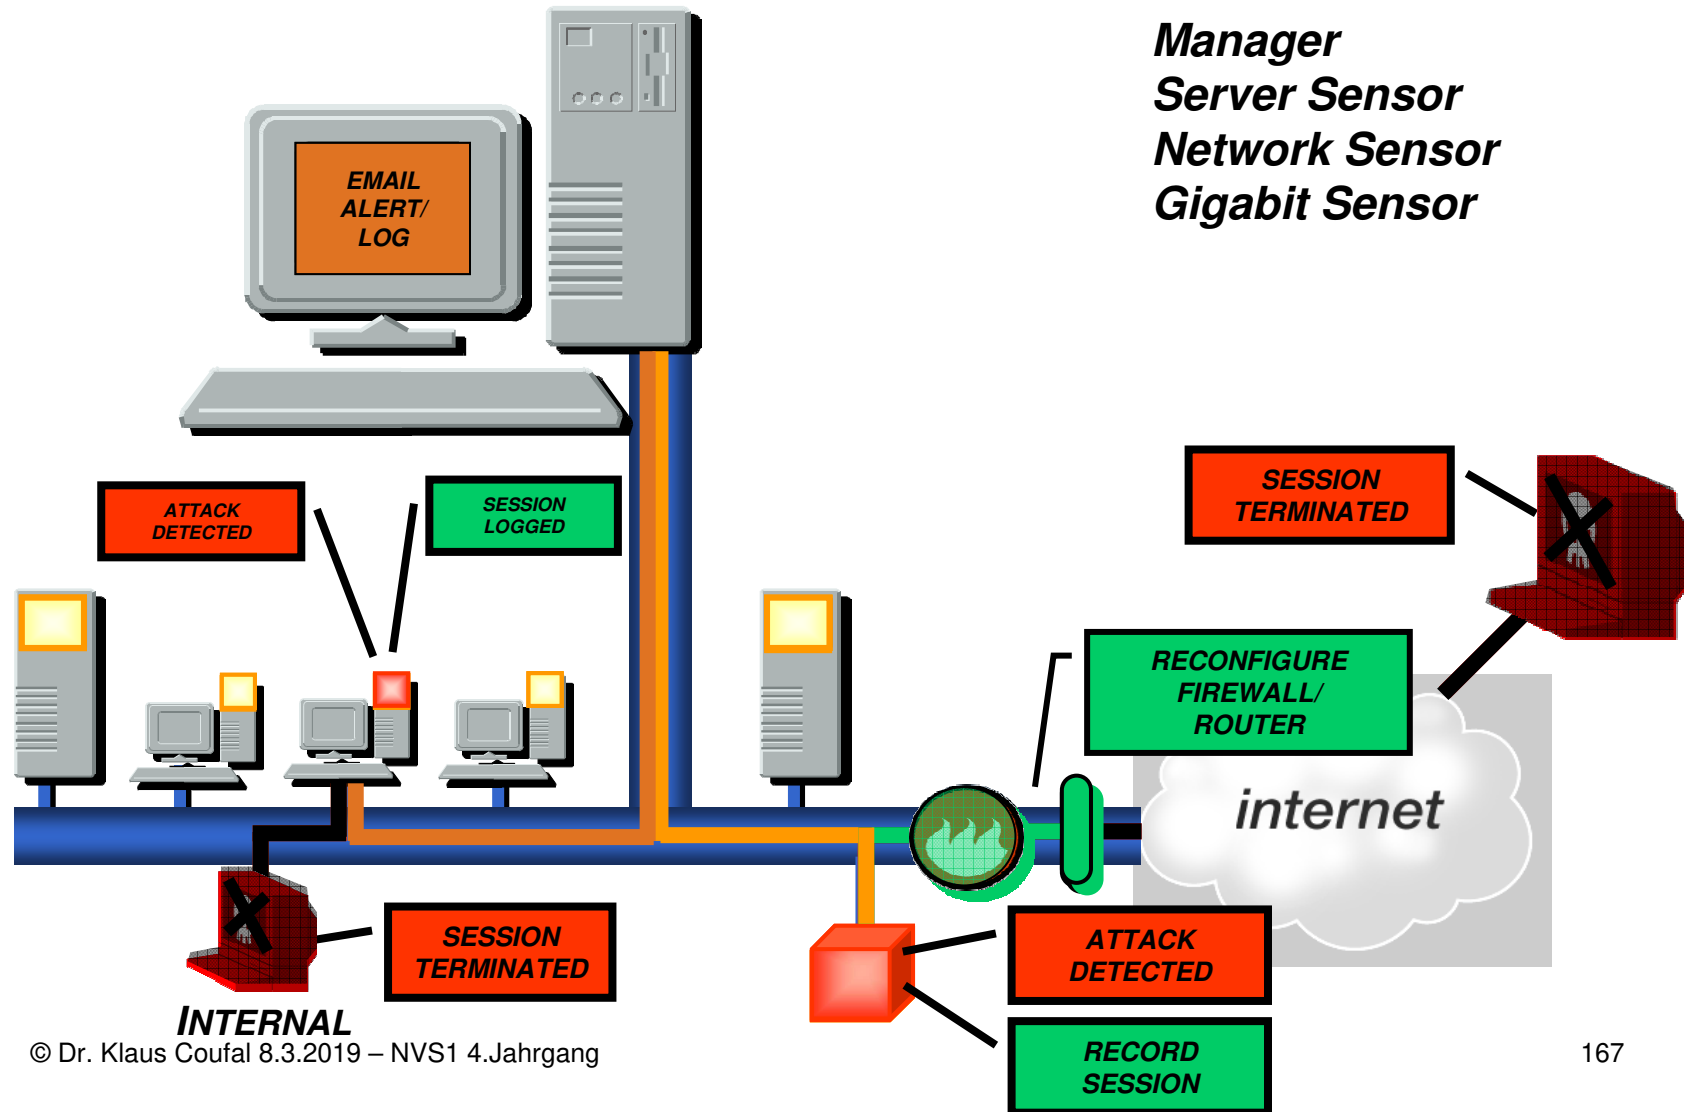 Manager
Server Sensor
Network Sensor
Gigabit Sensor
EMAIL
ALERT/
LOG
ATTACK
DETECTED
SESSION
LOGGED
SESSION
TERMINATED
RECONFIGURE
FIREWALL/
ROUTER
internet
SESSION
TERMINATED
ATTACK
DETECTED
INTERNAL
RECORD
SESSION
© Dr. Klaus Coufal 8.3.2019 – NVS1 4.Jahrgang
167